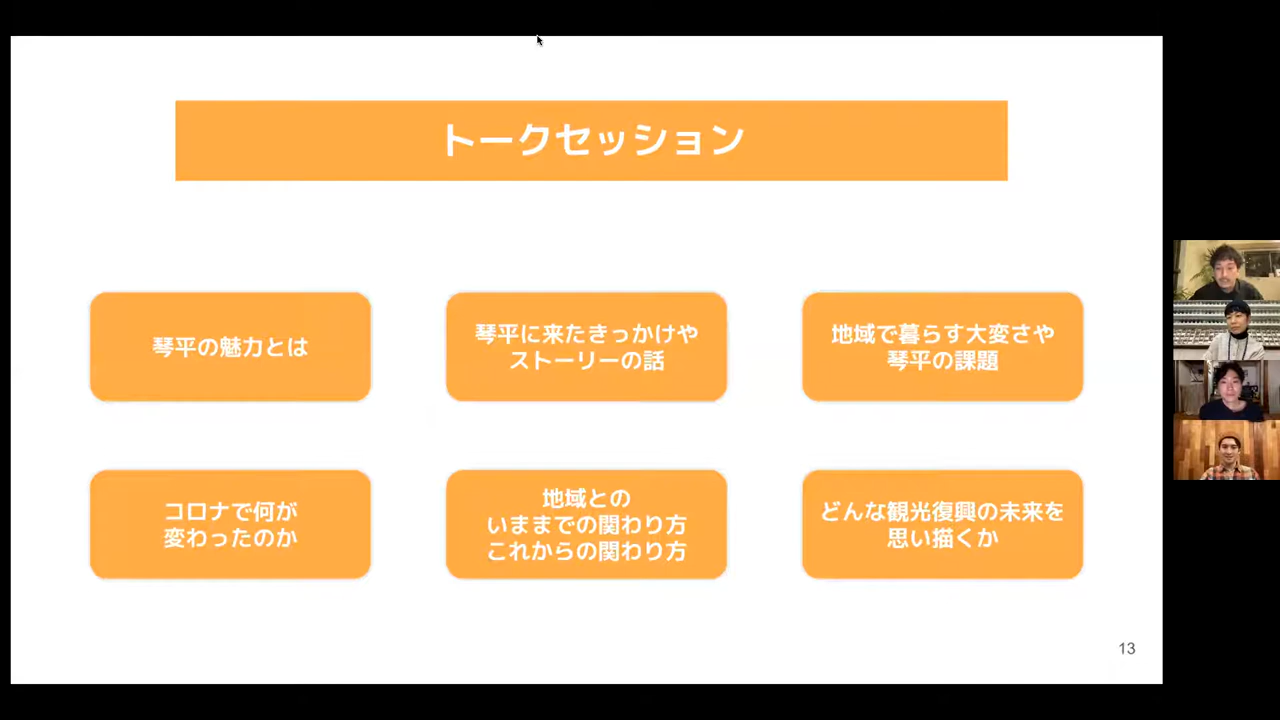 トークセッション
琴平の魅力とは
琴平に来たきっかけや
ストーリーの話
地域で暮らす大変さや
琴平の課題
コロナで何が
変わったのか
地域との
いままでの関わり方
これからの関わり方
どんな観光復興の未来を
思い描くか
13